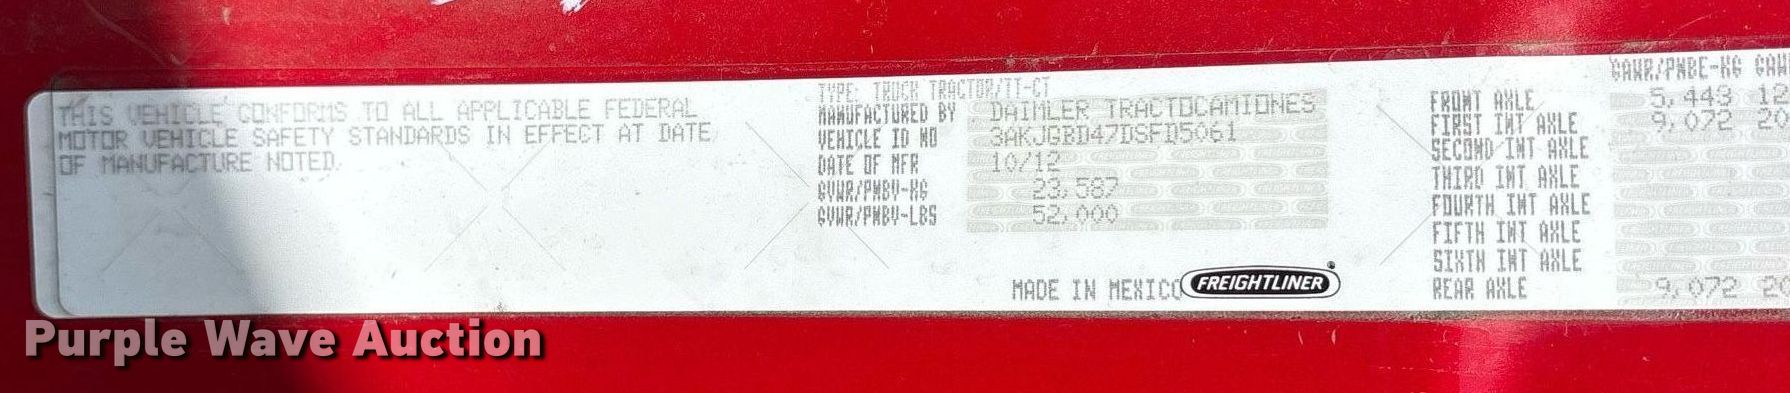 THIS VEHICLE CONFORMS TO ALL APPLICABLE FEDERAL
MOTOR VEHICLE SAFETY STANDARDS IN EFFECT AT DATE
OF MANUFACTURE NOTED.
TYPE: TRUCK TRACTOR/TT-CT
MANUFACTURED BY DAIMLER TRACTOCAMIONES
VEHICLE ID NO 3AKJGBD47DSFD5061
DATE OF MFR 10/12
GVWR/PNBV-KG 23,587
GVWR/PNBV-LBS 52,000
MADE IN MEXICO FREIGHTLINER
GAWR/PNBE-KG
FRONT AXLE 5,443
FIRST INT AXLE 9,072
SECOND INT AXLE
THIRD INT AXLE
FOURTH INT AXLE
FIFTH INT AXLE
SIXTH INT AXLE
REAR AXLE 9,072
Purple Wave Auction